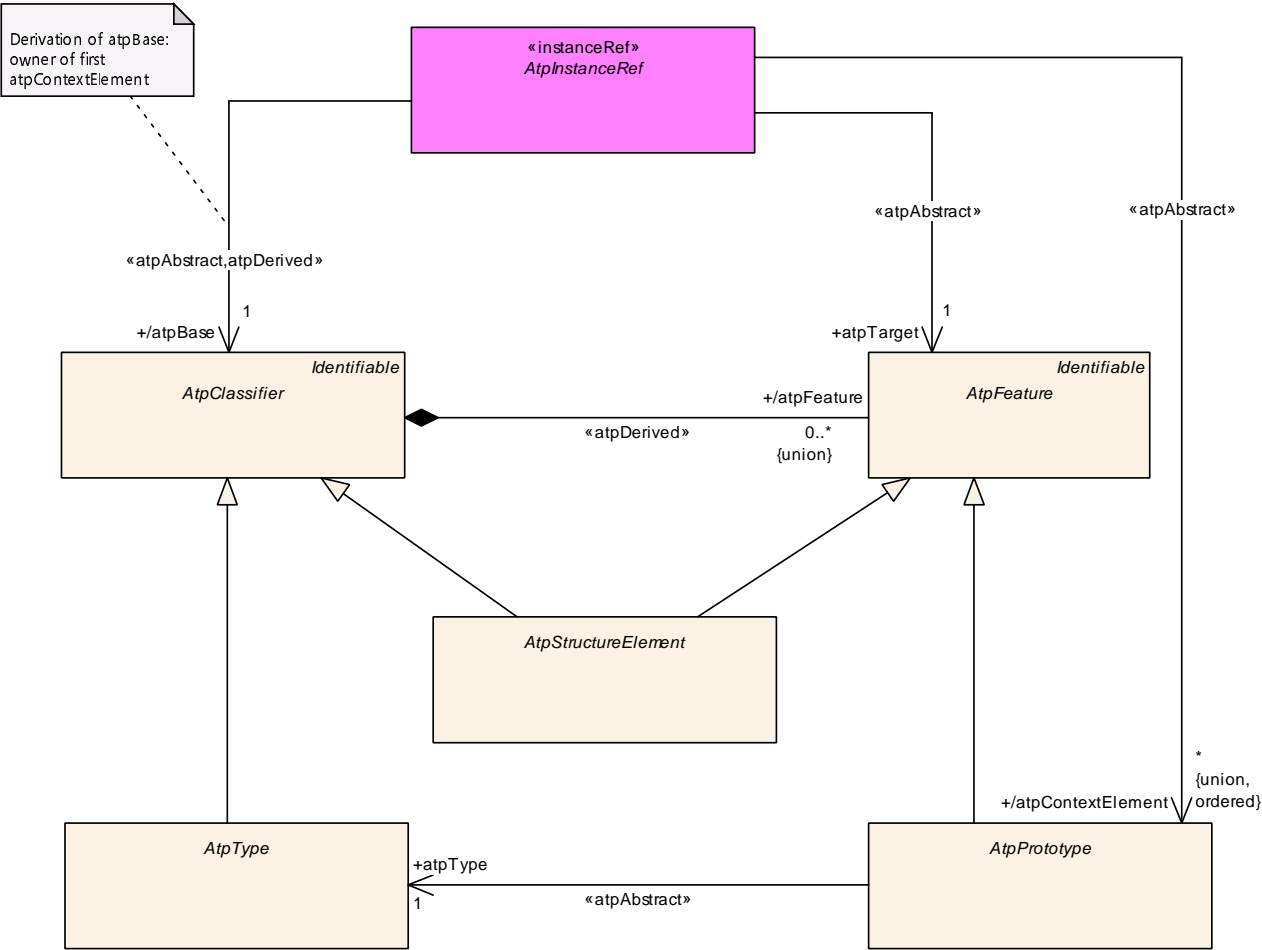 Derivation of atpBase:
owner of first
atpContextElement
«instanceRef»
AtpInstanceRef
«atpAbstract»
«atpAbstract»
«atpAbstract,atpDerived»
1
+/atpBase
1
+atpTarget
Identifiable
AtpClassifier
Identifiable
AtpFeature
+/atpFeature
«atpDerived»
0..*
{union}
AtpStructureElement
*
{union,
ordered}
+/atpContextElement
AtpType
AtpPrototype
+atpType
1
«atpAbstract»